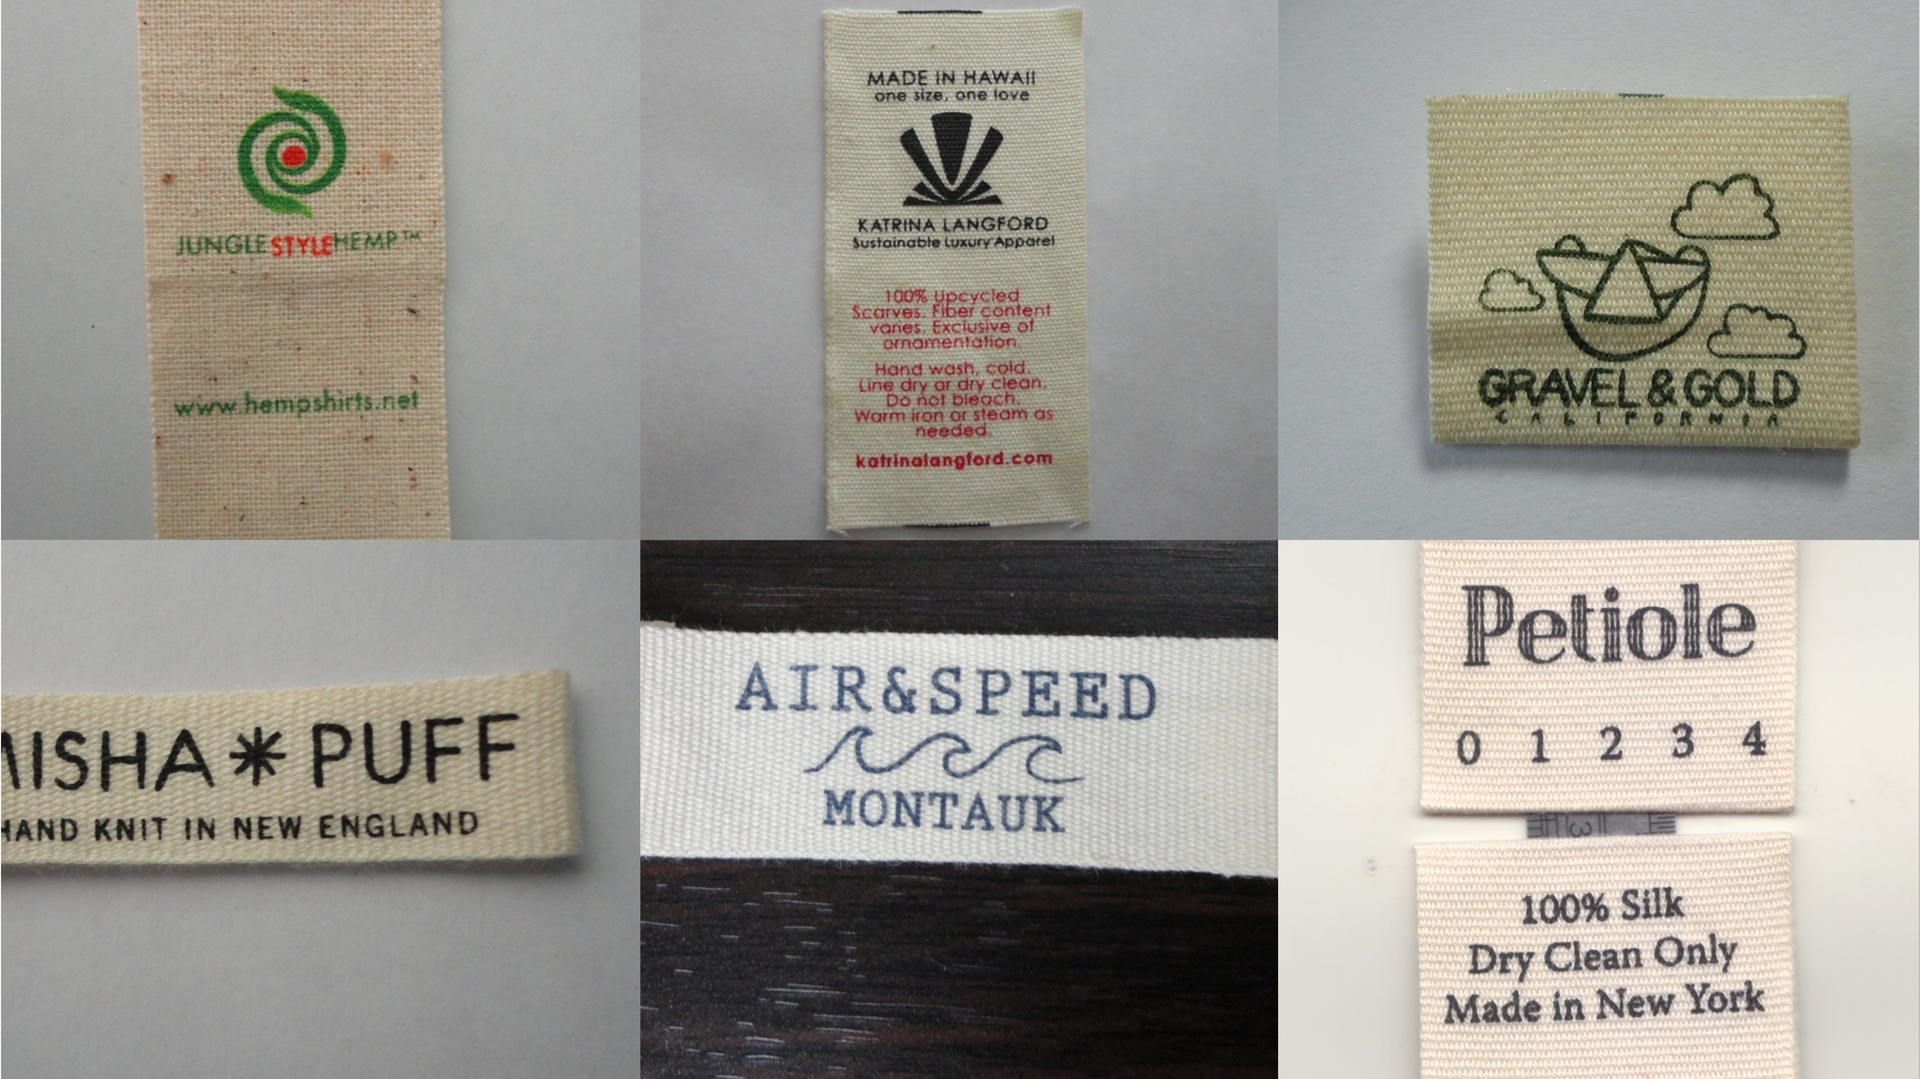 JUNGLESTYLEHEMP™
www.hempshirts.net
MADE IN HAWAII
one size, one love
KATRINA LANGFORD
Sustainable Luxury Apparel
100% Upcycled
Scarves. Fiber content
varies. Exclusive of
ornamentation.
Hand wash, cold.
Line dry or dry clean.
Do not bleach.
Warm iron or steam as
needed.
katrinalangford.com
GRAVEL & GOLD
CALIFORNIA
MISHA * PUFF
HAND KNIT IN NEW ENGLAND
AIR&SPEED
MONTAUK
Petiole
0 1 2 3 4
3
100% Silk
Dry Clean Only
Made in New York